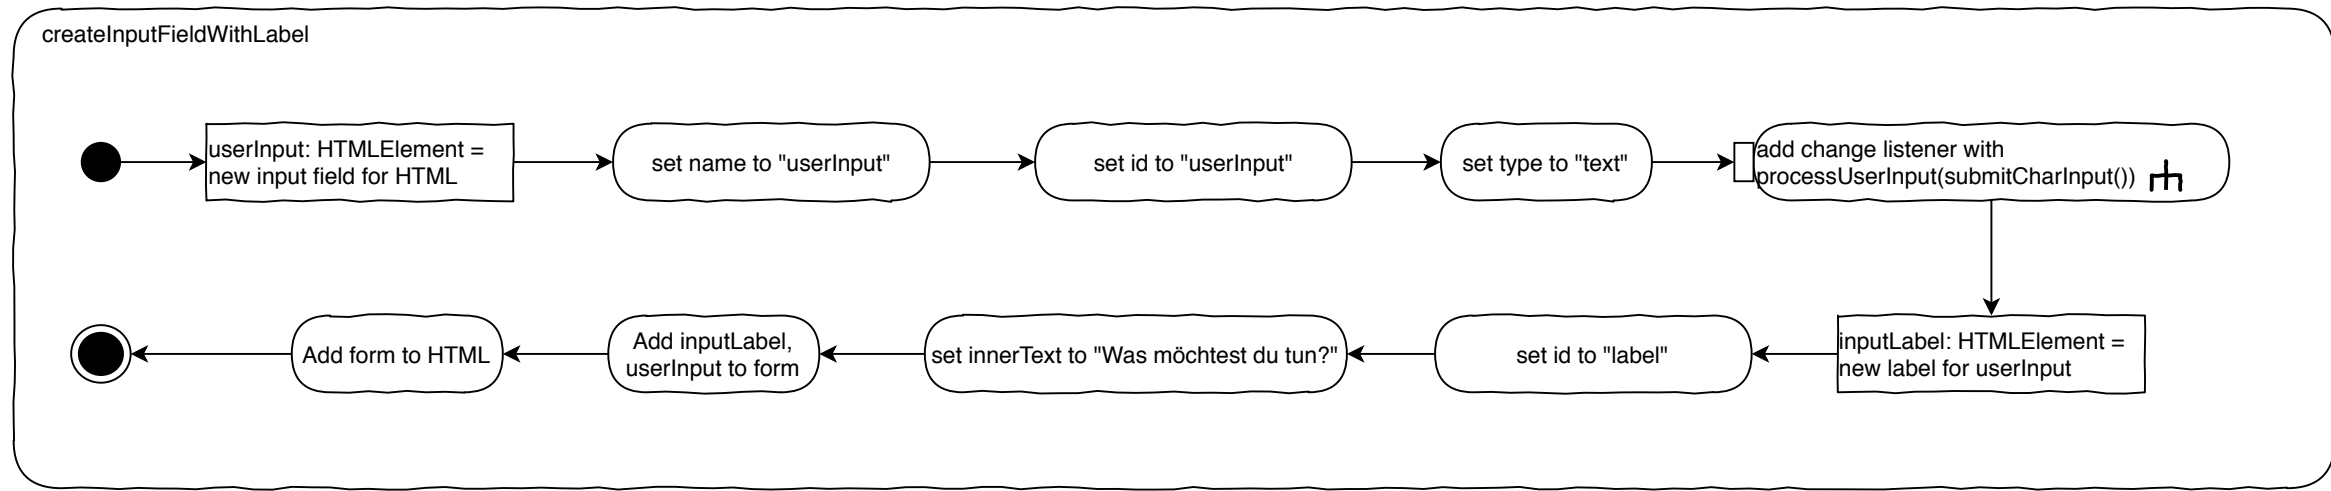 createInputFieldWithLabel
userInput: HTMLElement =
new input field for HTML
set name to "userInput"
set id to "userInput"
set type to "text"
add change listener with
processUserInput(submitCharInput())
inputLabel: HTMLElement =
new label for userInput
set id to "label"
set innerText to "Was möchtest du tun?"
Add inputLabel,
userInput to form
Add form to HTML